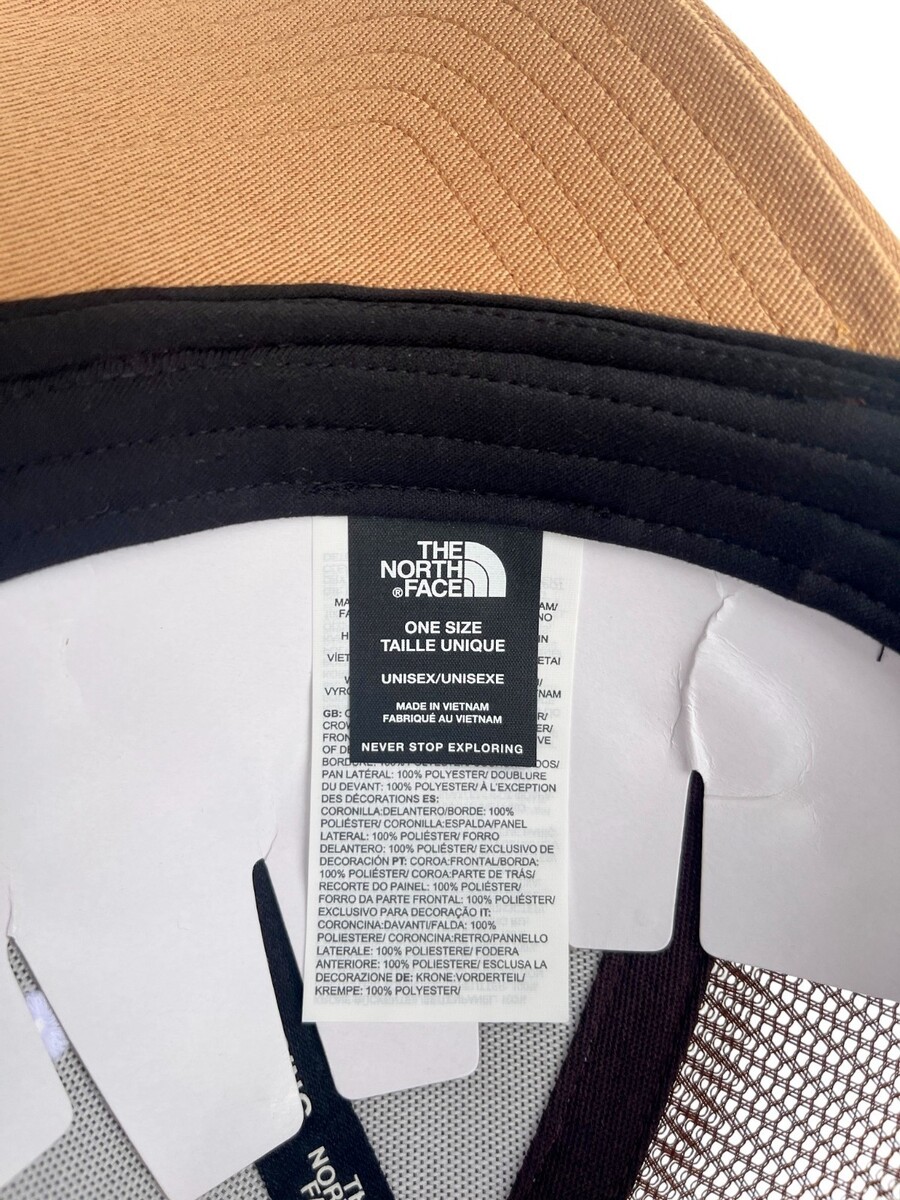 THE
NORTH
®FACE
ONE SIZE
TAILLE UNIQUE
UNISEX/UNISEXE
MADE IN VIETNAM
FABRIQUÉ AU VIETNAM
NEVER STOP EXPLORING
GB:
OF
PAN LATÉRAL: 100% POLYESTER/ DOUBLURE
DU DEVANT: 100% POLYESTER/ À L'EXCEPTION
DES DÉCORATIONS ES:
CORONILLA:DELANTERO/BORDE: 100%
POLIÉSTER/ CORONILLA:ESPALDA/PANEL
LATERAL: 100% POLIÉSTER/ FORRO
DELANTERO: 100% POLIÉSTER/ EXCLUSIVO DE
DECORACIÓN PT: COROA:FRONTAL/BORDA:
100% POLIÉSTER/ COROA:PARTE DE TRÁS/
RECORTE DO PAINEL: 100% POLIÉSTER/
FORRO DA PARTE FRONTAL: 100% POLIÉSTER/
EXCLUSIVO PARA DECORAÇÃO IT:
CORONCINA:DAVANTI/FALDA: 100%
POLIESTERE/ CORONCINA:RETRO/PANNELLO
LATERALE: 100% POLIESTERE/ FODERA
ANTERIORE: 100% POLIESTERE/ ESCLUSA LA
DECORAZIONE DE: KRONE:VORDERTEIL/
KREMPE: 100% POLYESTER/